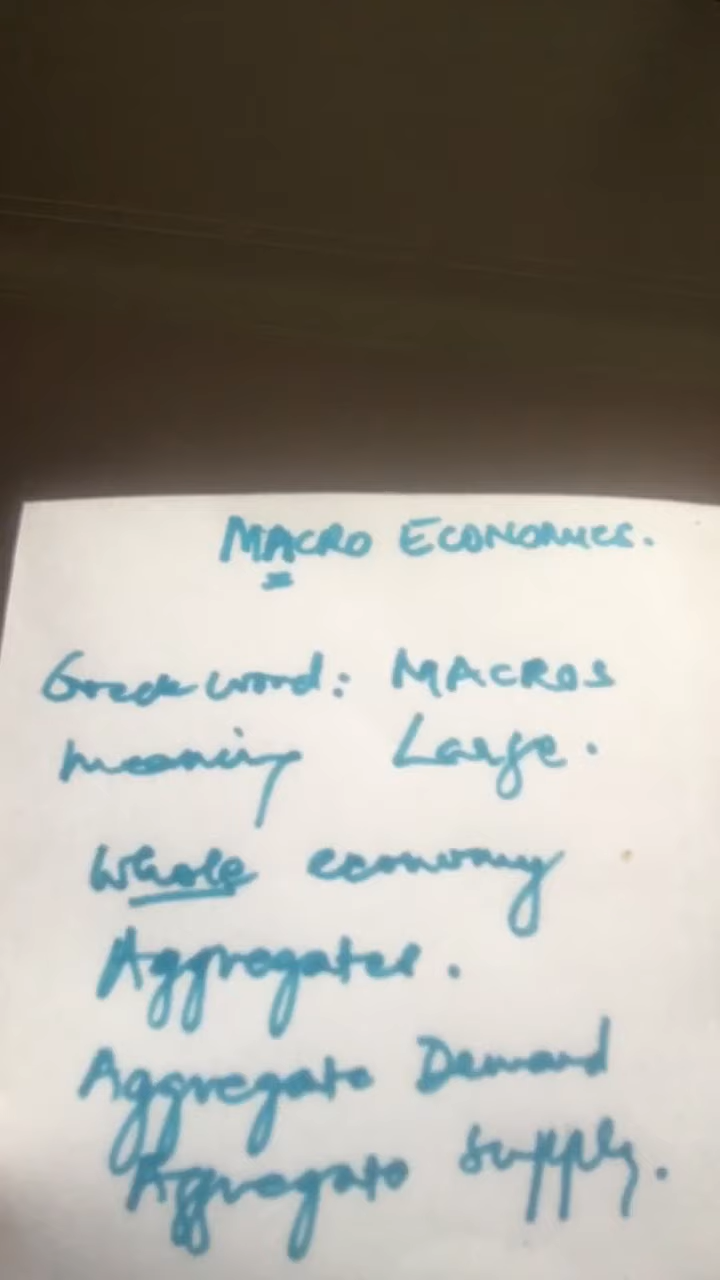 MACRO ECONOMICS.
Greek word: MACROS
meaning Large.
Whole economy
Aggregates.
Aggregate Demand
Aggregate Supply.